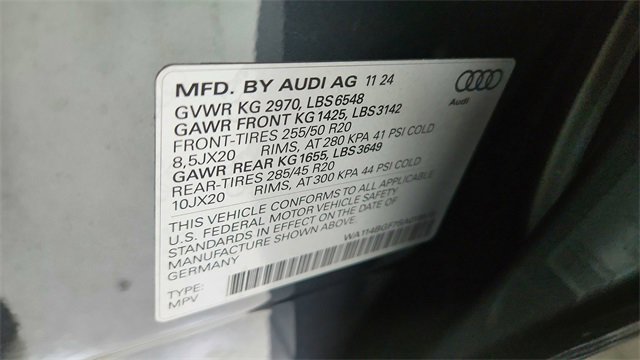 MFD. BY AUDI AG 11 24
GVWR KG 2970, LBS 6548
GAWR FRONT KG 1425, LBS 3142
FRONT-TIRES 255/50 R20
8,5JX20 RIMS, AT 280 KPA 41 PSI COLD
GAWR REAR KG 1655, LBS 3649
REAR-TIRES 285/45 R20
10JX20 RIMS, AT 300 KPA 44 PSI COLD
THIS VEHICLE CONFORMS TO ALL APPLICABLE
U.S. FEDERAL MOTOR VEHICLE SAFETY
STANDARDS IN EFFECT ON THE DATE OF
MANUFACTURE SHOWN ABOVE.
GERMANY
TYPE:
MPV
Audi